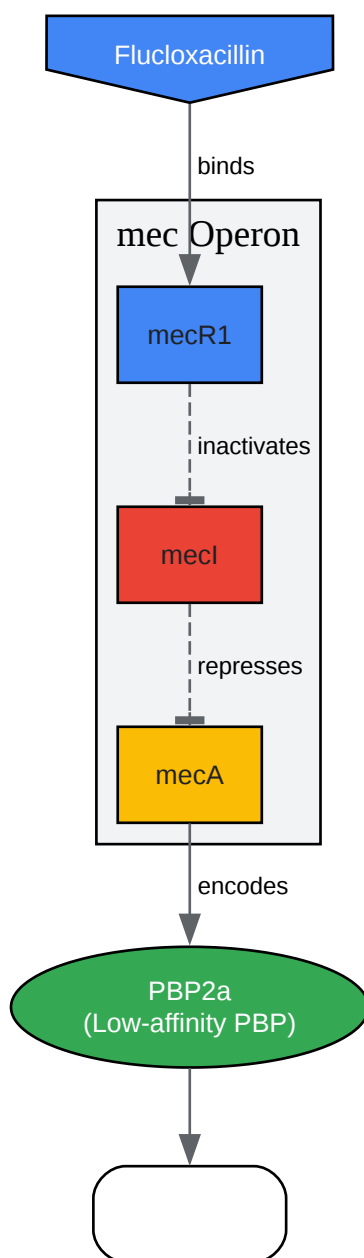 Flucloxacillin
binds
mec Operon
mecR1
inactivates
mecI
represses
mecA
encodes
PBP2a
(Low-affinity PBP)